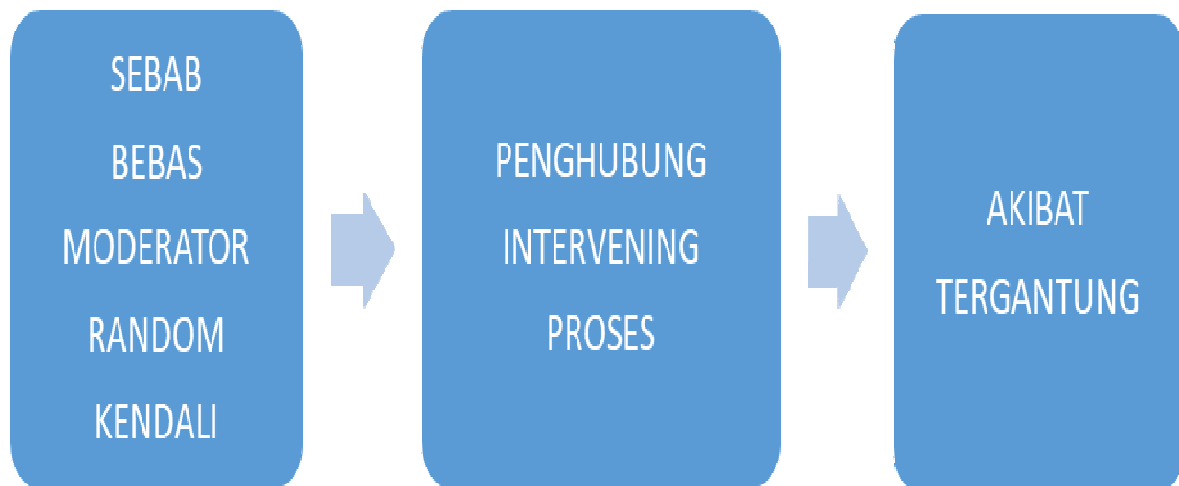 SEBAB
BEBAS
MODERATOR
RANDOM
KENDALI
PENGHUBUNG
INTERVENING
PROSES
AKIBAT
TERGANTUNG